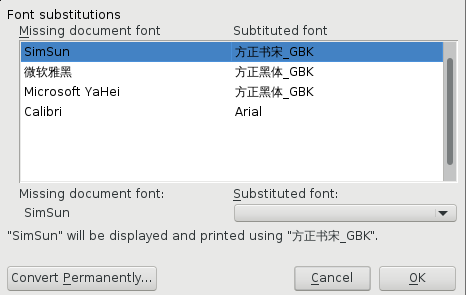 Font substitutions
Missing document font Subtituted font
SimSun 方正书宋_GBK
微软雅黑 方正黑体_GBK
Microsoft YaHei 方正黑体_GBK
Calibri Arial
Missing document font: Substituted font:
SimSun
"SimSun" will be displayed and printed using "方正书宋_GBK".
Convert Permanently... Cancel OK